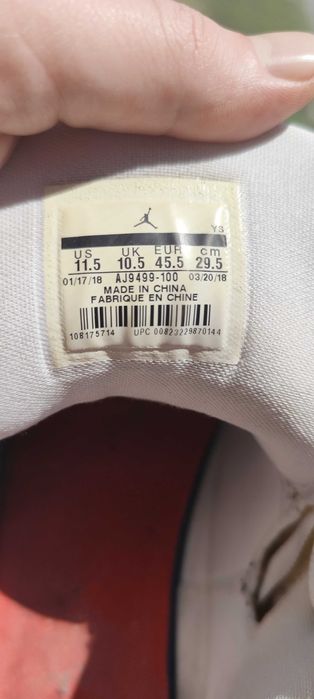 YS
US UK EUR cm
11.5 10.5 45.5 29.5
01/17/18 AJ9499-100 03/20/18
MADE IN CHINA
FABRIQUE EN CHINE
108175714 UPC 00823229870144